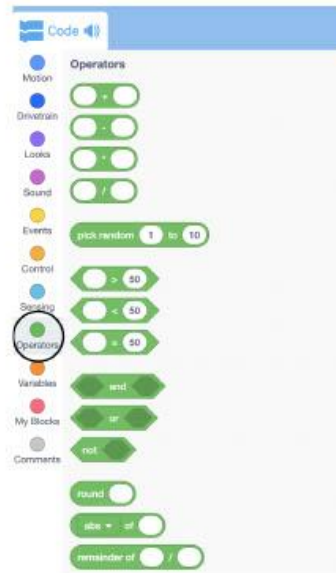 Code
Operators
Motion
Drivetrain
Looks
Sound
Events
Control
Sensing
Operators
Variables
My Blocks
Comments
+
-
*
/
pick random 1 to 10
> 50
< 50
= 50
and
or
not
round
abs of
remainder of /